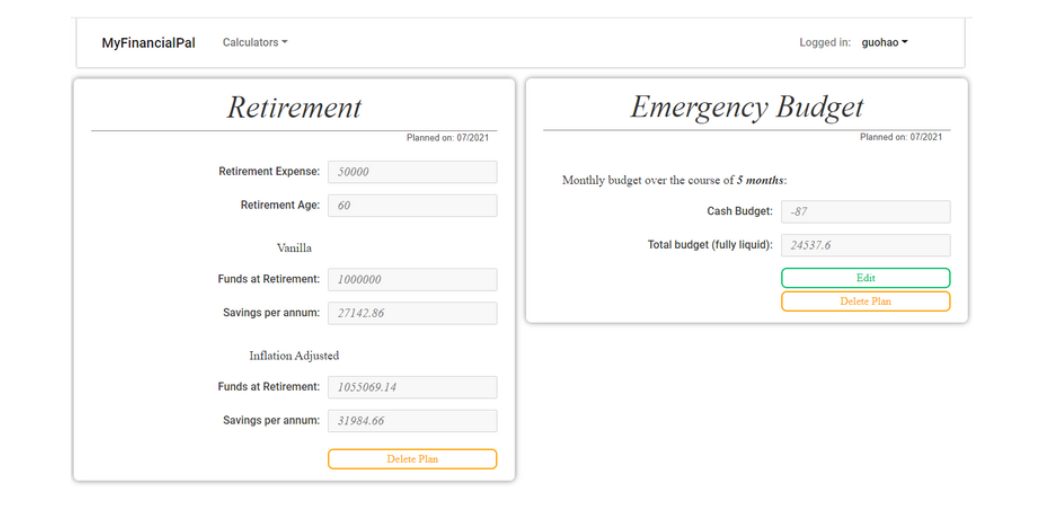 MyFinancialPal Calculators Logged in: guohao
Retirement
Planned on: 07/2021
Retirement Expense: 50000
Retirement Age: 60
Vanilla
Funds at Retirement: 1000000
Savings per annum: 27142.86
Inflation Adjusted
Funds at Retirement: 1055069.14
Savings per annum: 31984.66
Delete Plan
Emergency Budget
Planned on: 07/2021
Monthly budget over the course of 5 months:
Cash Budget: -87
Total budget (fully liquid): 24537.6
Edit
Delete Plan